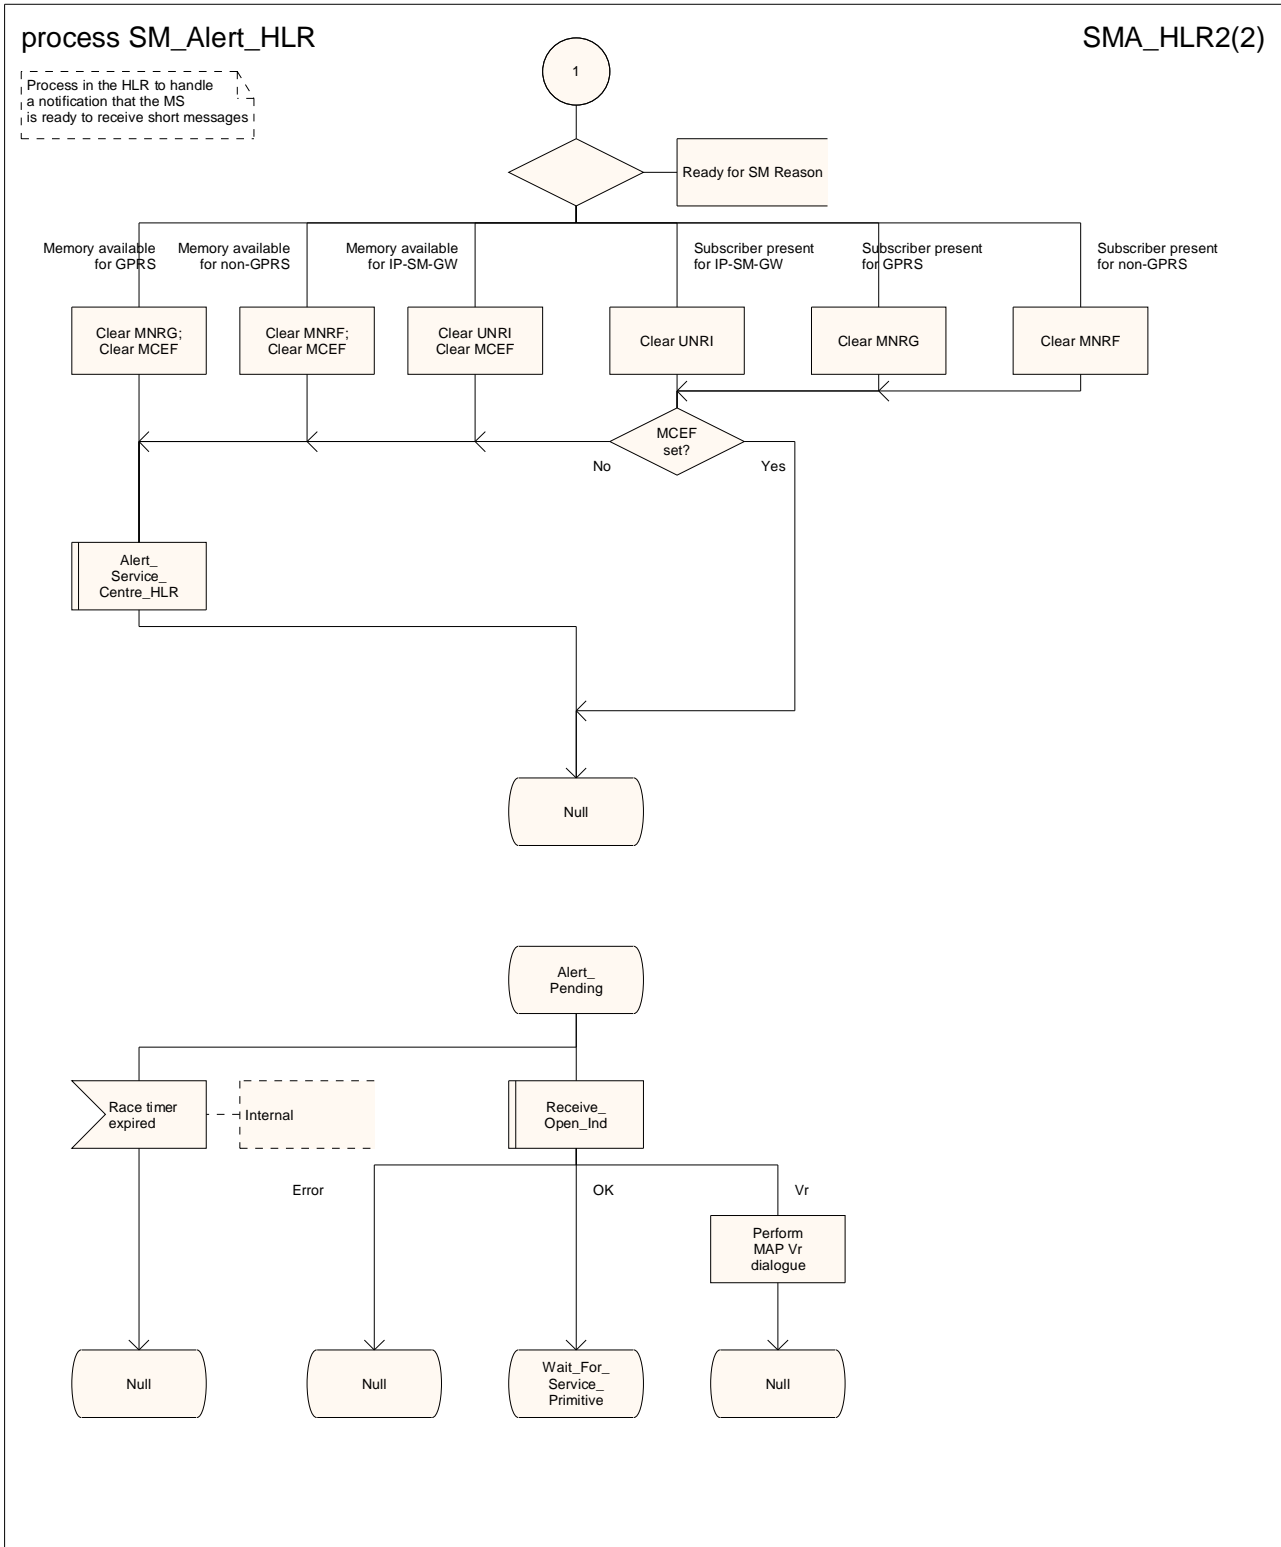 process SM_Alert_HLR
SMA_HLR2(2)
Process in the HLR to handle
a notification that the MS
is ready to receive short messages
1
Ready for SM Reason
Memory available
for GPRS
Memory available
for non-GPRS
Memory available
for IP-SM-GW
Subscriber present
for IP-SM-GW
Subscriber present
for GPRS
Subscriber present
for non-GPRS
Clear MNRG;
Clear MCEF
Clear MNRF;
Clear MCEF
Clear UNRI
Clear MCEF
Clear UNRI
Clear MNRG
Clear MNRF
MCEF
set?
No
Yes
Alert_
Service_
Centre_HLR
Null
Alert_
Pending
Race timer
expired
Internal
Receive_
Open_Ind
Error
OK
Vr
Perform
MAP Vr
dialogue
Null
Null
Wait_For_
Service_
Primitive
Null